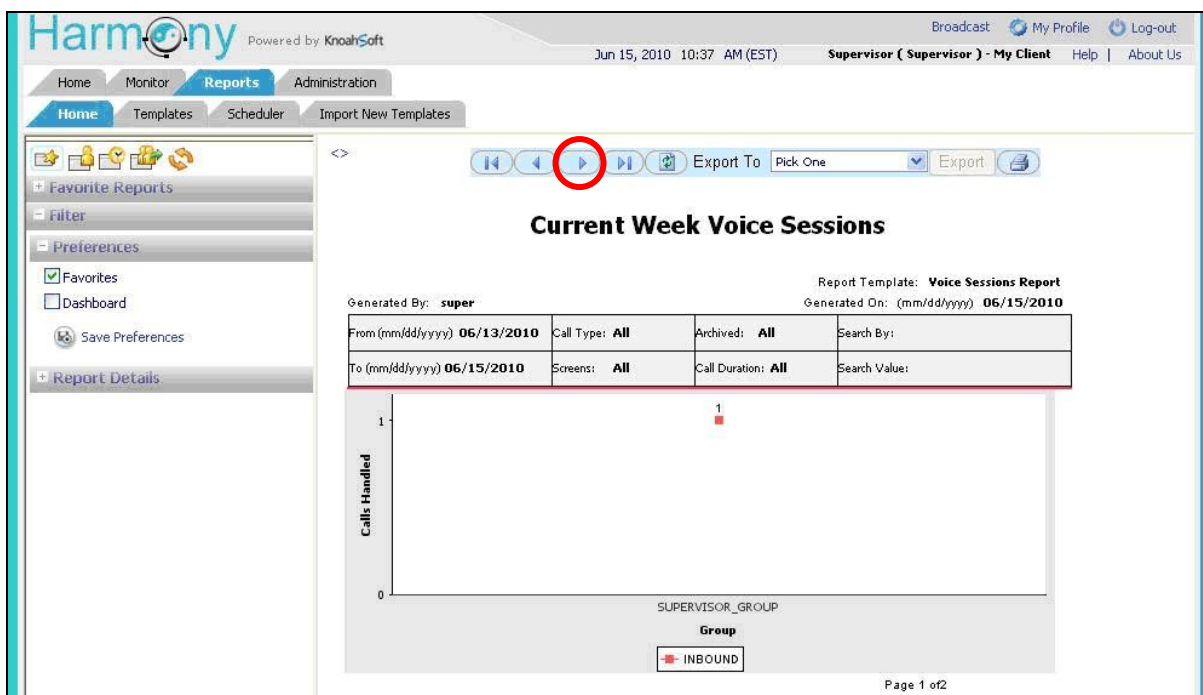 Harmony Powered by KnoahSoft
Broadcast My Profile Log-out
Jun 15, 2010 10:37 AM (EST) Supervisor ( Supervisor ) - My Client Help | About Us
Home Monitor Reports Administration
Home Templates Scheduler Import New Templates
<> Export To Pick One Export
+ Favorite Reports
- Filter
- Preferences
Favorites
Dashboard
Save Preferences
+ Report Details
Current Week Voice Sessions
Report Template: Voice Sessions Report
Generated By: super Generated On: (mm/dd/yyyy) 06/15/2010
From (mm/dd/yyyy) 06/13/2010 Call Type: All Archived: All Search By:
To (mm/dd/yyyy) 06/15/2010 Screens: All Call Duration: All Search Value:
1
1
Calls Handled
0
SUPERVISOR_GROUP
Group
INBOUND
Page 1 of2